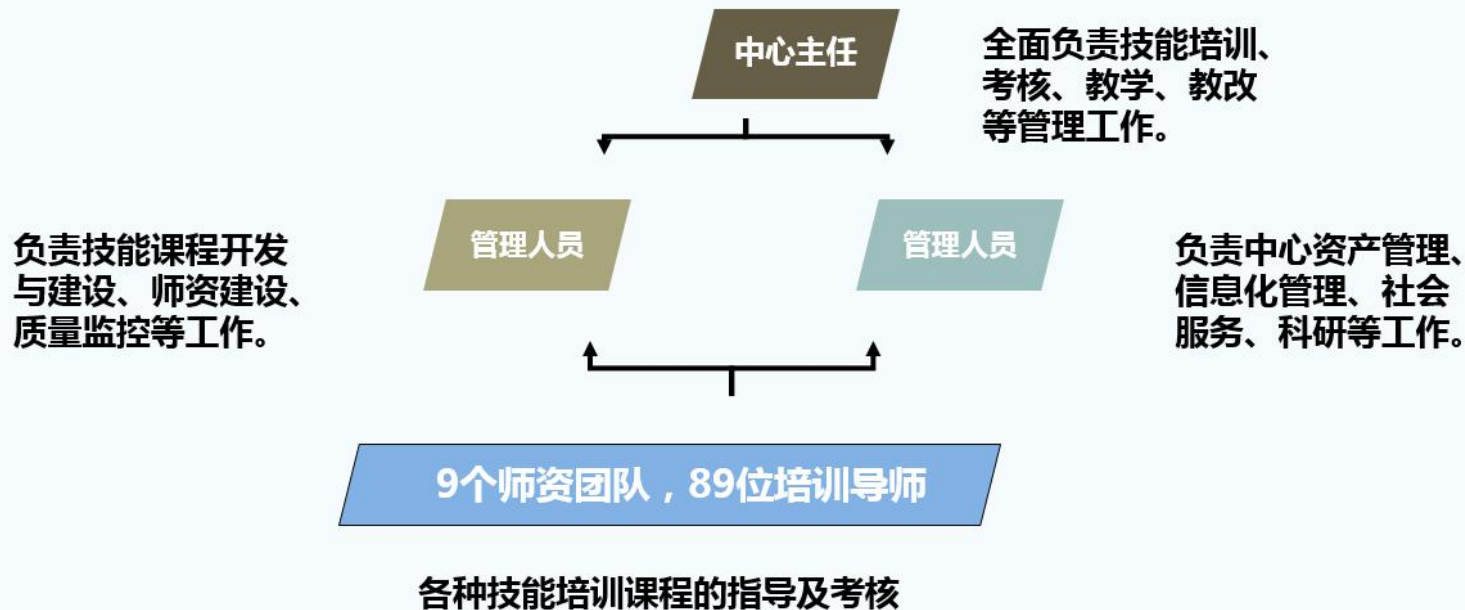 中心主任
全面负责技能培训、
考核、教学、教改
等管理工作。
负责技能课程开发
与建设、师资建设、
质量监控等工作。
管理人员
管理人员
负责中心资产管理、
信息化管理、社会
服务、科研等工作。
9个师资团队，89位培训导师
各种技能培训课程的指导及考核